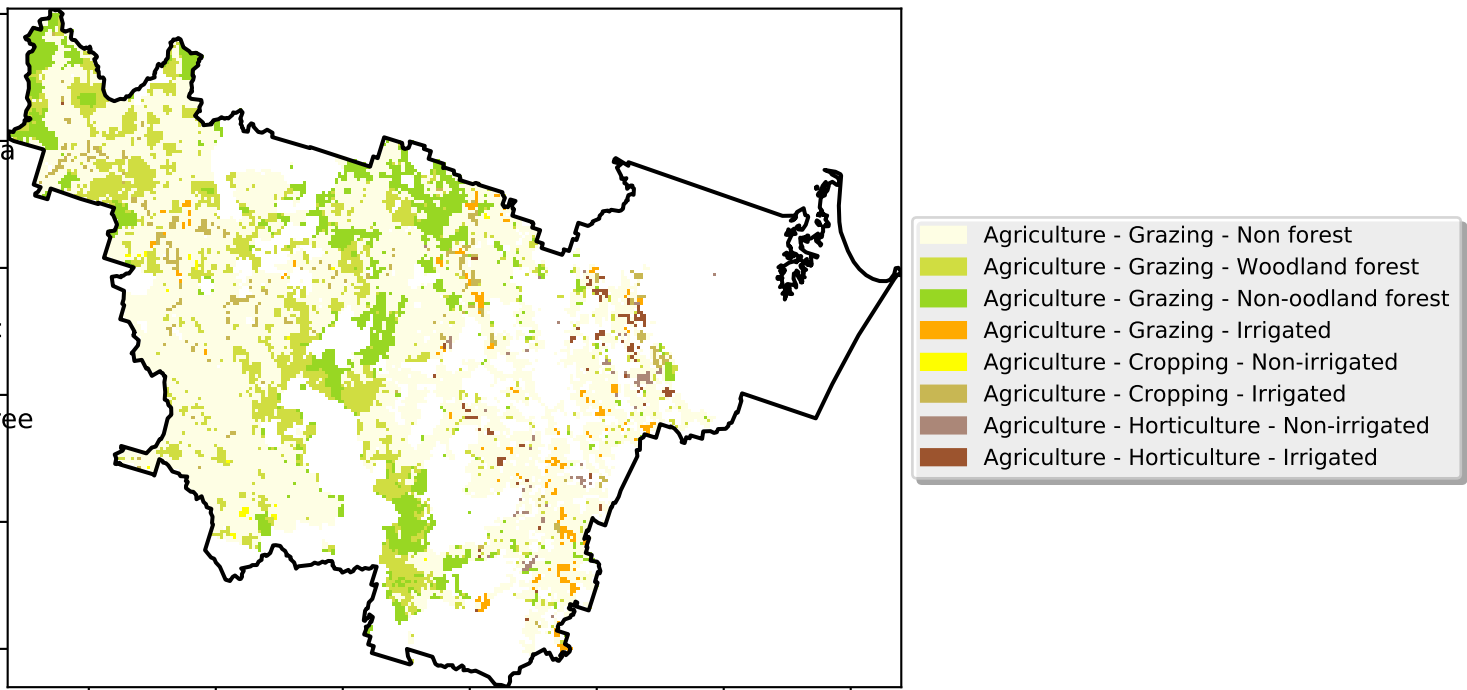 a
ree
Agriculture - Grazing - Non forest
Agriculture - Grazing - Woodland forest
Agriculture - Grazing - Non-oodland forest
Agriculture - Grazing - Irrigated
Agriculture - Cropping - Non-irrigated
Agriculture - Cropping - Irrigated
Agriculture - Horticulture - Non-irrigated
Agriculture - Horticulture - Irrigated